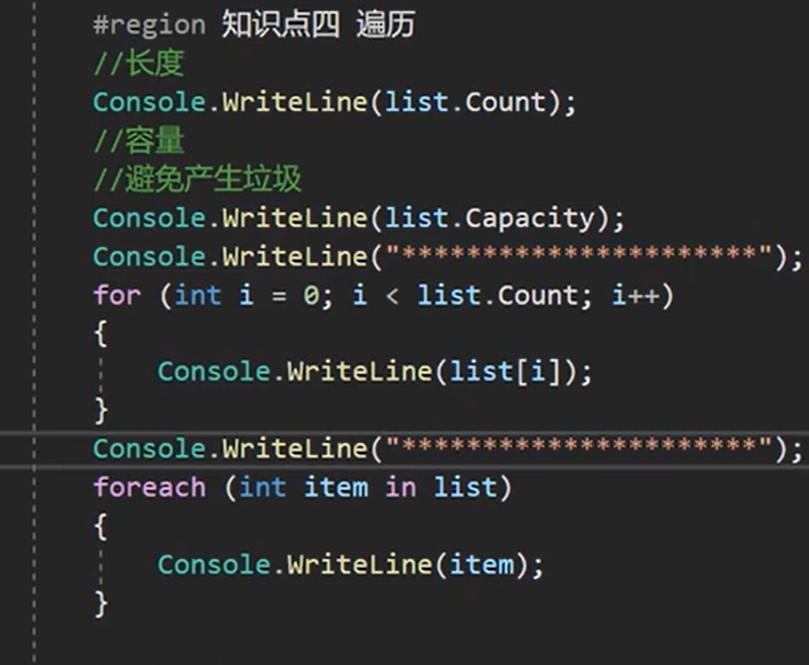 #region 知识点四 遍历
//长度
Console.WriteLine(list.Count);
//容量
//避免产生垃圾
Console.WriteLine(list.Capacity);
Console.WriteLine("**********************");
for (int i = 0; i < list.Count; i++)
{
Console.WriteLine(list[i]);
}
Console.WriteLine("**********************");
foreach (int item in list)
{
Console.WriteLine(item);
}